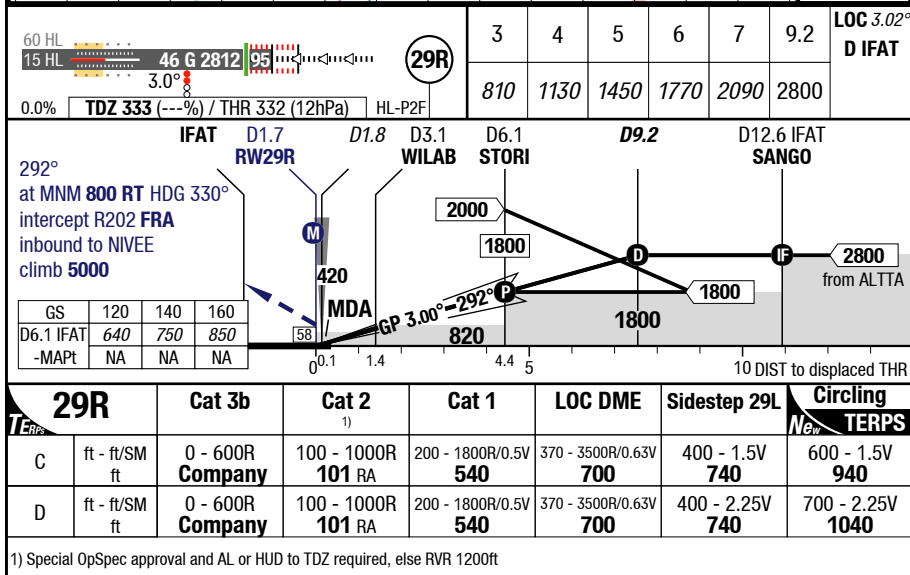 60 HL
15 HL
46 G 2812 95
29R
3.0°
0.0% TDZ 333 (---%) / THR 332 (12hPa) HL-P2F
3 4 5 6 7 9.2 LOC 3.02°
D IFAT
810 1130 1450 1770 2090 2800
IFAT D1.7 D1.8 D3.1 D6.1 D9.2 D12.6 IFAT
RW29R WILAB STORI SANGO
292°
at MNM 800 RT HDG 330°
intercept R202 FRA
inbound to NIVEE
climb 5000
M
2000
1800
D
IF
2800
from ALTTA
420
MDA
GP 3.00°–292°
P
1800
820
1800
58
GS 120 140 160
D6.1 IFAT 640 750 850
-MAPt NA NA NA
0 0.1 1.4 4.4 5 10 DIST to displaced THR
TERPs 29R Cat 3b Cat 2 1) Cat 1 LOC DME Sidestep 29L Circling
New TERPS
C ft - ft/SM 0 - 600R 100 - 1000R 200 - 1800R/0.5V 370 - 3500R/0.63V 400 - 1.5V 600 - 1.5V
ft Company 101 RA 540 700 740 940
D ft - ft/SM 0 - 600R 100 - 1000R 200 - 1800R/0.5V 370 - 3500R/0.63V 400 - 2.25V 700 - 2.25V
ft Company 101 RA 540 700 740 1040
1) Special OpSpec approval and AL or HUD to TDZ required, else RVR 1200ft